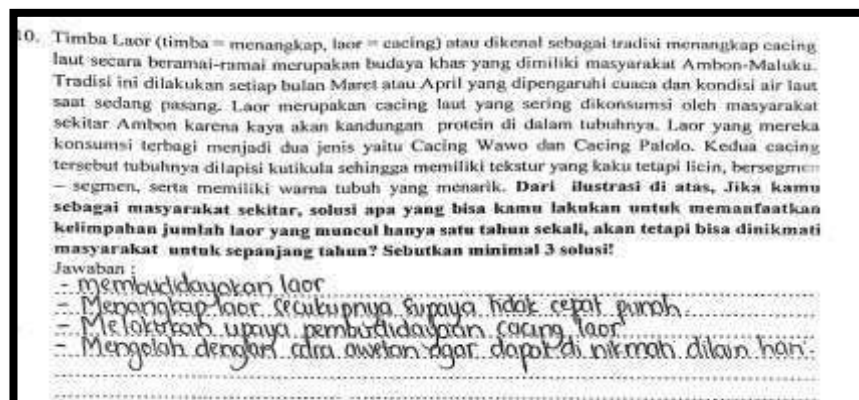 10. Timba Laor (timba = menangkap, laor = cacing) atau dikenal sebagai tradisi menangkap cacing
laut secara beramai-ramai merupakan budaya khas yang dimiliki masyarakat Ambon-Maluku.
Tradisi ini dilakukan setiap bulan Maret atau April yang dipengaruhi cuaca dan kondisi air laut
saat sedang pasang. Laor merupakan cacing laut yang sering dikonsumsi oleh masyarakat
sekitar Ambon karena kaya akan kandungan protein di dalam tubuhnya. Laor yang mereka
konsumsi terbagi menjadi dua jenis yaitu Cacing Wawo dan Cacing Palolo. Kedua cacing
tersebut tubuhnya dilapisi kutikula sehingga memiliki tekstur yang kaku tetapi licin, bersegmen
– segmen, serta memiliki warna tubuh yang menarik. Dari ilustrasi di atas, Jika kamu
sebagai masyarakat sekitar, solusi apa yang bisa kamu lakukan untuk memanfaatkan
kelimpahan jumlah laor yang muncul hanya satu tahun sekali, akan tetapi bisa dinikmati
masyarakat untuk sepanjang tahun? Sebutkan minimal 3 solusi!
Jawaban :
- membudidayakan laor
- Menangkap laor secukupnya supaya tidak cepat punah.
- Melakukan upaya pembudidayaan cacing laor
- Mengolah dengan cara awetan agar dapat di nikmati dilain hari.